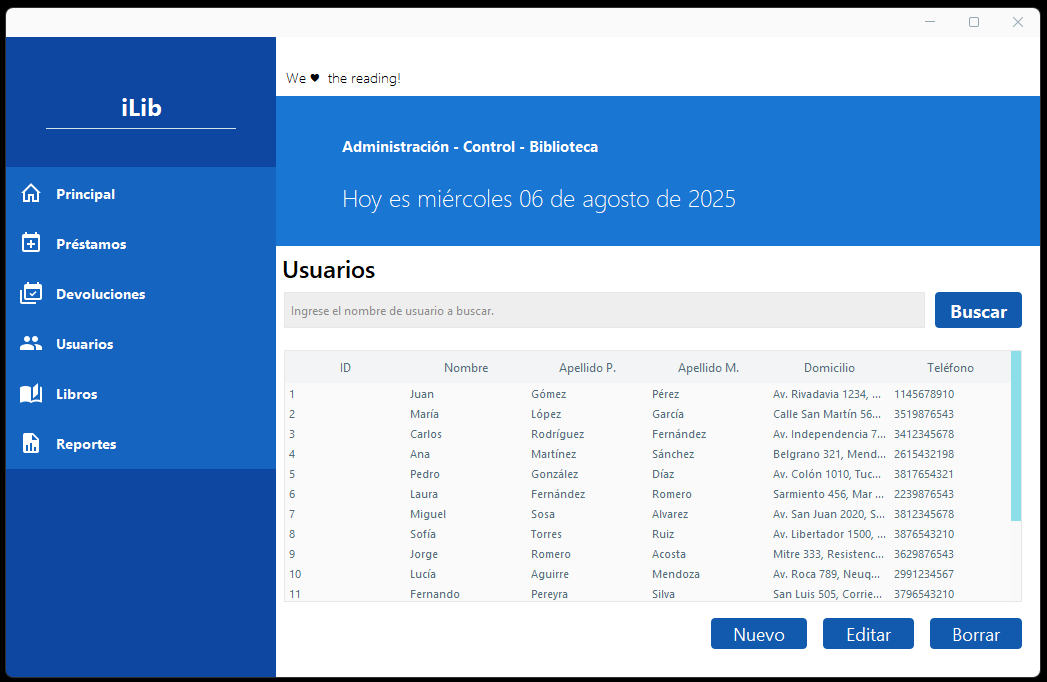 We ♥ the reading!
iLib
Administración - Control - Biblioteca
Hoy es miércoles 06 de agosto de 2025
Principal
Préstamos
Devoluciones
Usuarios
Libros
Reportes
Usuarios
Ingrese el nombre de usuario a buscar. Buscar
ID Nombre Apellido P. Apellido M. Domicilio Teléfono
1 Juan Gómez Pérez Av. Rivadavia 1234, ... 1145678910
2 María López García Calle San Martín 56... 3519876543
3 Carlos Rodríguez Fernández Av. Independencia 7... 3412345678
4 Ana Martínez Sánchez Belgrano 321, Mend... 2615432198
5 Pedro González Díaz Av. Colón 1010, Tuc... 3817654321
6 Laura Fernández Romero Sarmiento 456, Mar ... 2239876543
7 Miguel Sosa Alvarez Av. San Juan 2020, S... 3812345678
8 Sofía Torres Ruiz Av. Libertador 1500, ... 3876543210
9 Jorge Romero Acosta Mitre 333, Resistenc... 3629876543
10 Lucía Aguirre Mendoza Av. Roca 789, Neuq... 2991234567
11 Fernando Pereyra Silva San Luis 505, Corrie... 3796543210
Nuevo Editar Borrar